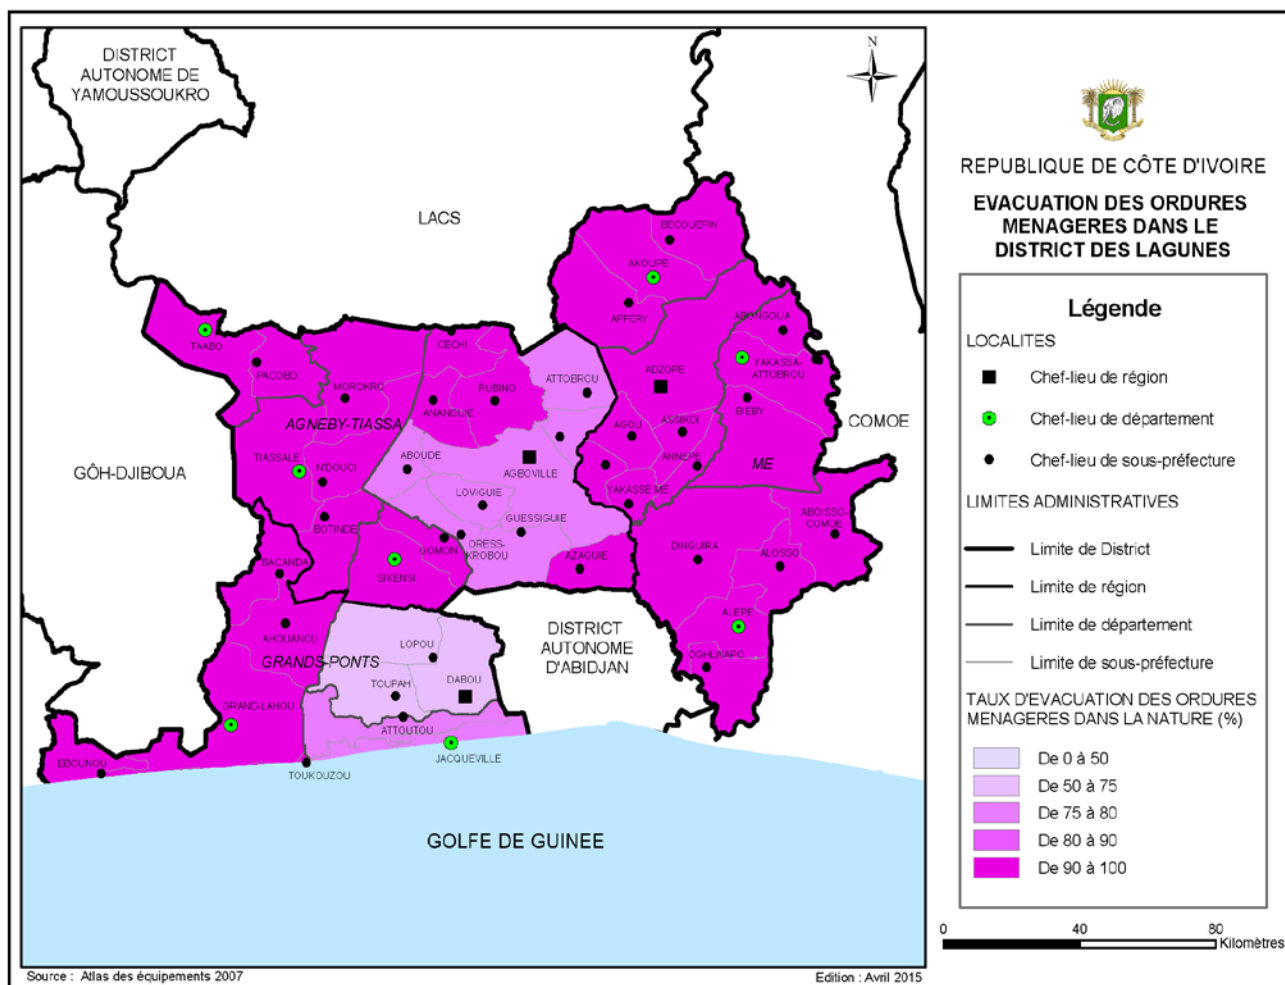 DISTRICT
AUTONOME DE
YAMOUSSOUKRO
N
LACS
BECOUEFIN
AKOUPE
AFFERY
ABONGOUA
TAABO
CECHI
YAKASSA-
ATTOBROU
PACOBO
ADZOPE
ATTOBROU
MOROKRO
RUBINO
ANANGUIE
BIEBY
AGNEBY-TIASSA
AGOU
ASSIKOI
COMOE
GÔH-DJIBOUA
TIASSALE
N'DOUCI
ABOUDE
AGBOVILLE
ANNEPE
ME
LOVIGUIE
YAKASSE ME
GUESSIGUIE
ABOISSO-
COMOE
BOTINDE
GOMON
ORESS-
KROBOU
DINGUIRA
ALOSSO
BACANDA
SIKENSI
AZAGUIE
ALEPE
AHOUANOU
LOPOU
DISTRICT
AUTONOME
D'ABIDJAN
GRANDS-PONTS
OGHLWAPO
TOUPAH
DABOU
GRAND-LAHOU
ATTOUTOU
EBOUNOU
TOUKOUZOU
JACQUEVILLE
GOLFE DE GUINEE
Source : Atlas des équipements 2007
Edition : Avril 2015
REPUBLIQUE DE CÔTE D'IVOIRE
EVACUATION DES ORDURES
MENAGERES DANS LE
DISTRICT DES LAGUNES
Légende
LOCALITES
Chef-lieu de région
Chef-lieu de département
Chef-lieu de sous-préfecture
LIMITES ADMINISTRATIVES
Limite de District
Limite de région
Limite de département
Limite de sous-préfecture
TAUX D'EVACUATION DES ORDURES
MENAGERES DANS LA NATURE (%)
De 0 à 50
De 50 à 75
De 75 à 80
De 80 à 90
De 90 à 100
0 40 80
Kilomètres